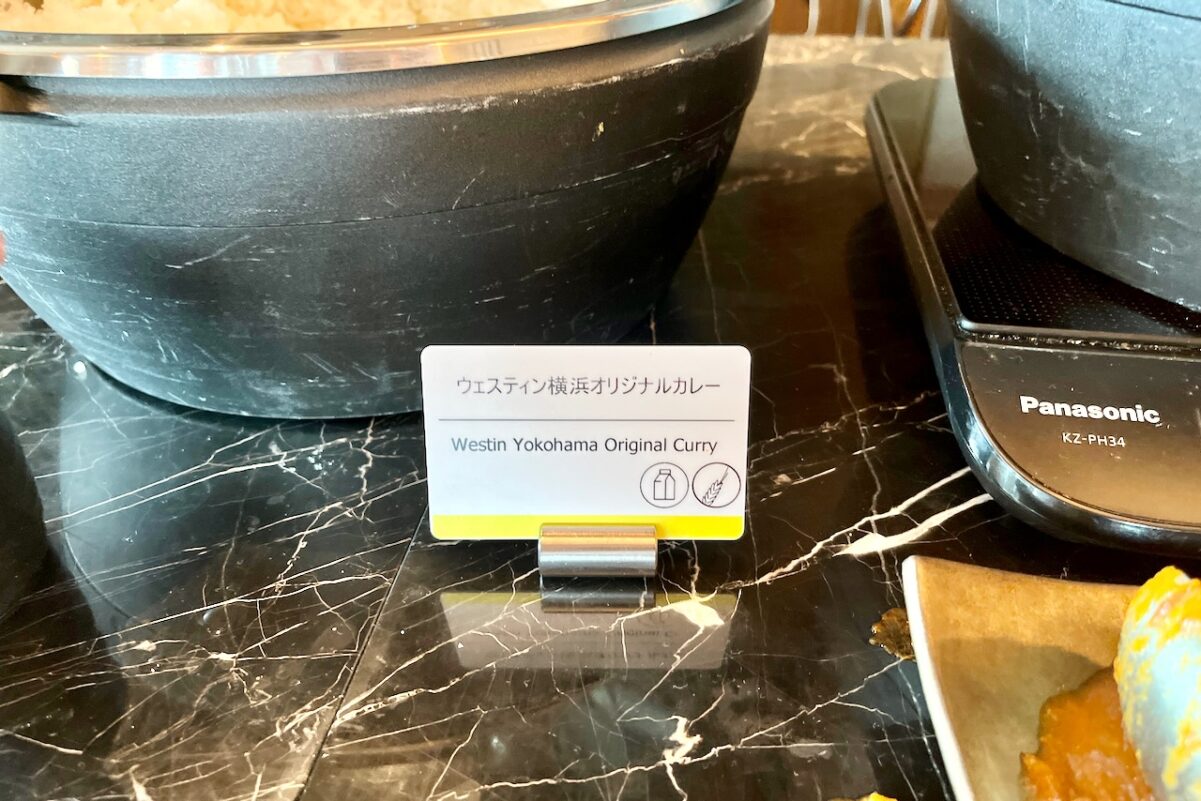 ウェスティン横浜オリジナルカレー
Westin Yokohama Original Curry
Panasonic
KZ-PH34